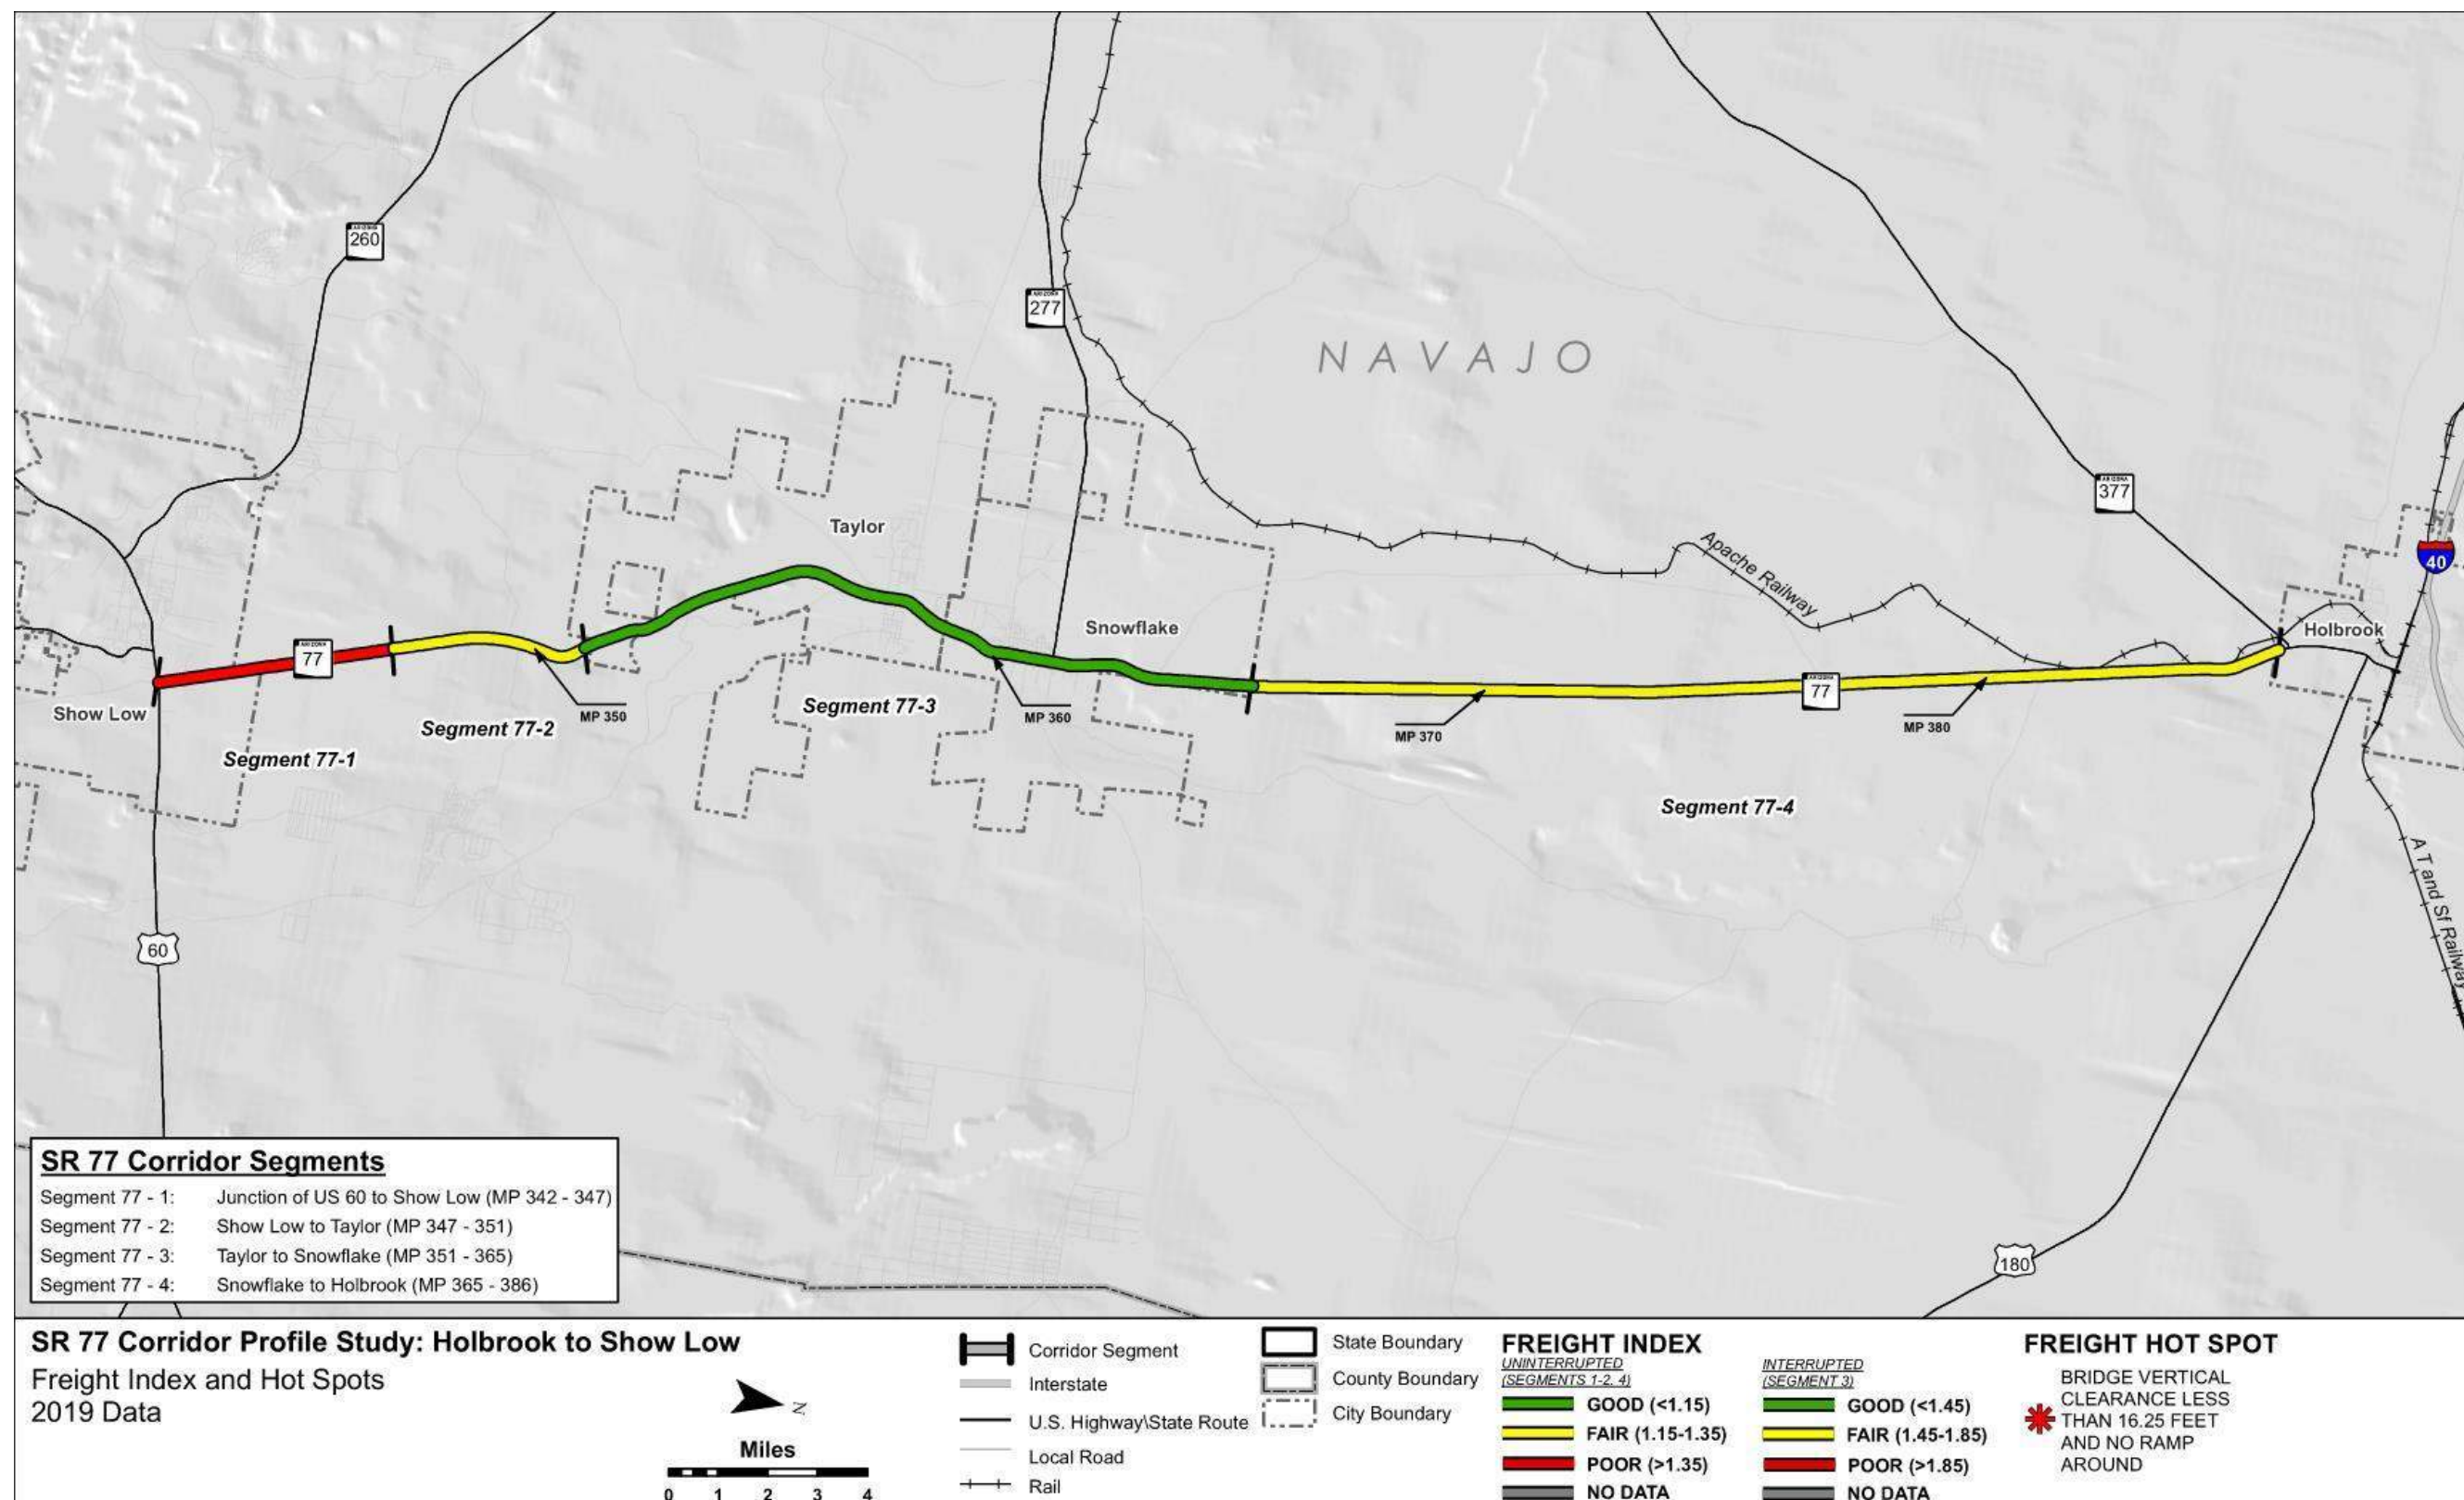 ARIZONA
260
ARIZONA
277
NAVAJO
ARIZONA
377
40
Taylor
Apache Railway
Snowflake
Holbrook
ARIZONA
77
ARIZONA
77
Show Low
Segment 77-1
Segment 77-2
MP 350
Segment 77-3
MP 360
MP 370
MP 380
Segment 77-4
A T and Sf Railway
60
180
SR 77 Corridor Segments
Segment 77 - 1: Junction of US 60 to Show Low (MP 342 - 347)
Segment 77 - 2: Show Low to Taylor (MP 347 - 351)
Segment 77 - 3: Taylor to Snowflake (MP 351 - 365)
Segment 77 - 4: Snowflake to Holbrook (MP 365 - 386)
SR 77 Corridor Profile Study: Holbrook to Show Low
Freight Index and Hot Spots
2019 Data
N
Miles
0 1 2 3 4
Corridor Segment
Interstate
U.S. Highway\State Route
Local Road
Rail
State Boundary
County Boundary
City Boundary
FREIGHT INDEX
UNINTERRUPTED
(SEGMENTS 1-2, 4)
GOOD (<1.15)
FAIR (1.15-1.35)
POOR (>1.35)
NO DATA
INTERRUPTED
(SEGMENT 3)
GOOD (<1.45)
FAIR (1.45-1.85)
POOR (>1.85)
NO DATA
FREIGHT HOT SPOT
BRIDGE VERTICAL
CLEARANCE LESS
THAN 16.25 FEET
AND NO RAMP
AROUND